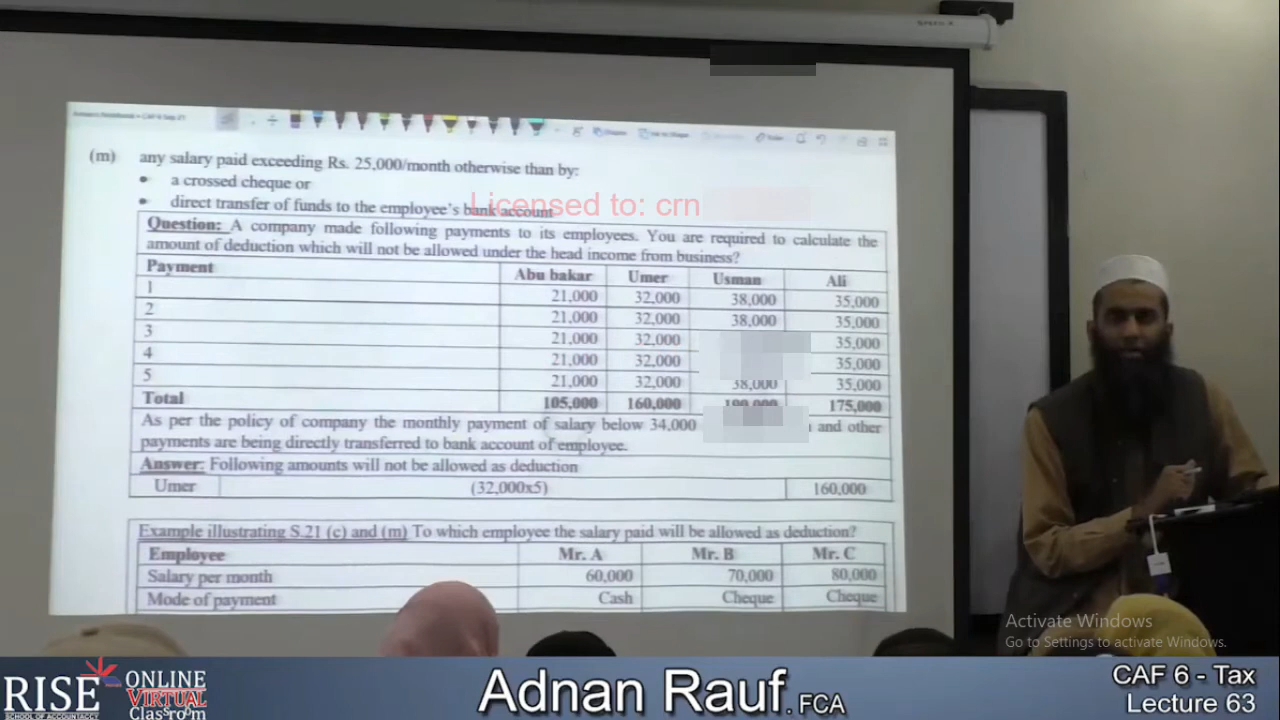 (m) any salary paid exceeding Rs. 25,000/month otherwise than by:
• a crossed cheque or
• direct transfer of funds to the employee's bank account
Licensed to: crn
Question: A company made following payments to its employees. You are required to calculate the
amount of deduction which will not be allowed under the head income from business?
Payment Abu bakar Umer Usman Ali
1 21,000 32,000 38,000 35,000
2 21,000 32,000 38,000 35,000
3 21,000 32,000 35,000
4 21,000 32,000 35,000
5 21,000 32,000 38,000 35,000
Total 105,000 160,000 190,000 175,000
As per the policy of company the monthly payment of salary below 34,000 and other
payments are being directly transferred to bank account of employee.
Answer: Following amounts will not be allowed as deduction
Umer (32,000x5) 160,000
Example illustrating S.21 (c) and (m) To which employee the salary paid will be allowed as deduction?
Employee Mr. A Mr. B Mr. C
Salary per month 60,000 70,000 80,000
Mode of payment Cash Cheque Cheque
Activate Windows
Go to Settings to activate Windows.
RISE
SCHOOL OF ACCOUNTANCY
ONLINE
VIRTUAL
Classroom
Adnan Rauf. FCA
CAF 6 - Tax
Lecture 63